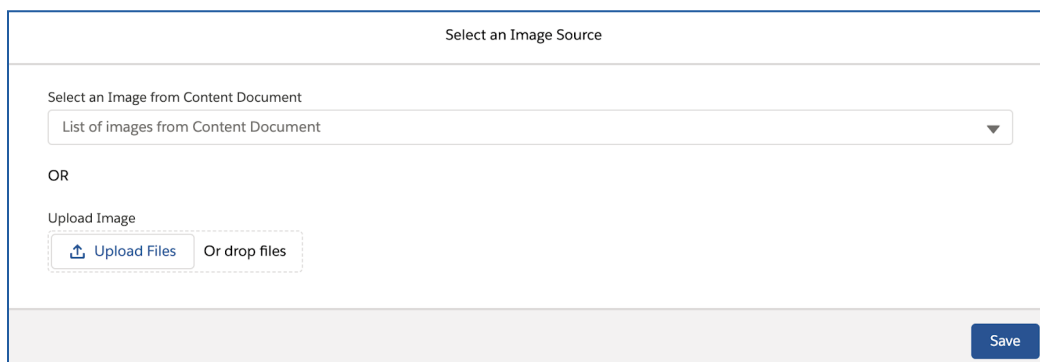 Select an Image Source
Select an Image from Content Document
List of images from Content Document
OR
Upload Image
Upload Files Or drop files
Save